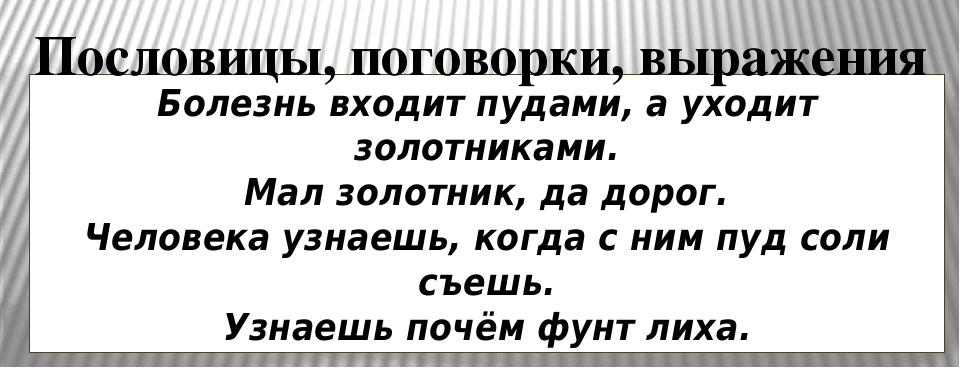 Пословицы, поговорки, выражения
Болезнь входит пудами, а уходит
золотниками.
Мал золотник, да дорог.
Человека узнаешь, когда с ним пуд соли
съешь.
Узнаешь почём фунт лиха.